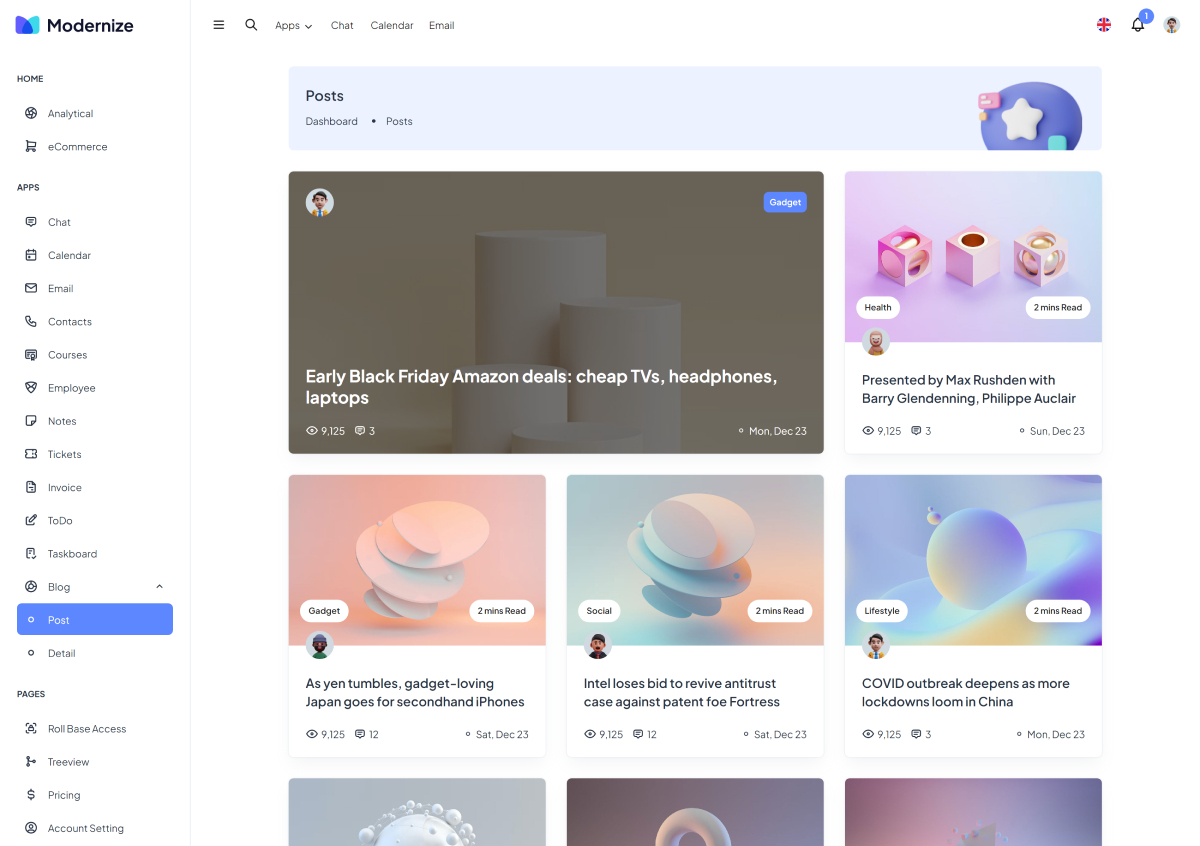 Modernize
Apps
Chat
Calendar
Email
1
HOME
Analytical
eCommerce
APPS
Chat
Calendar
Email
Contacts
Courses
Employee
Notes
Tickets
Invoice
ToDo
Taskboard
Blog
Post
Detail
PAGES
Roll Base Access
Treeview
Pricing
Account Setting
Posts
Dashboard • Posts
Gadget
Early Black Friday Amazon deals: cheap TVs, headphones,
laptops
9,125 3 Mon, Dec 23
Health 2 mins Read
Presented by Max Rushden with
Barry Glendenning, Philippe Auclair
9,125 3 Sun, Dec 23
Gadget 2 mins Read
As yen tumbles, gadget-loving
Japan goes for secondhand iPhones
9,125 12 Sat, Dec 23
Social 2 mins Read
Intel loses bid to revive antitrust
case against patent foe Fortress
9,125 12 Sat, Dec 23
Lifestyle 2 mins Read
COVID outbreak deepens as more
lockdowns loom in China
9,125 3 Mon, Dec 23